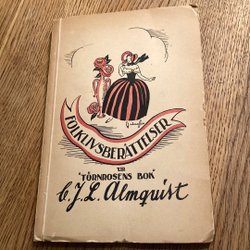 FOLKLIVSBERÄTTELSER
UR
"TÖRNROSENS BOK"
C. J. L. Almquist